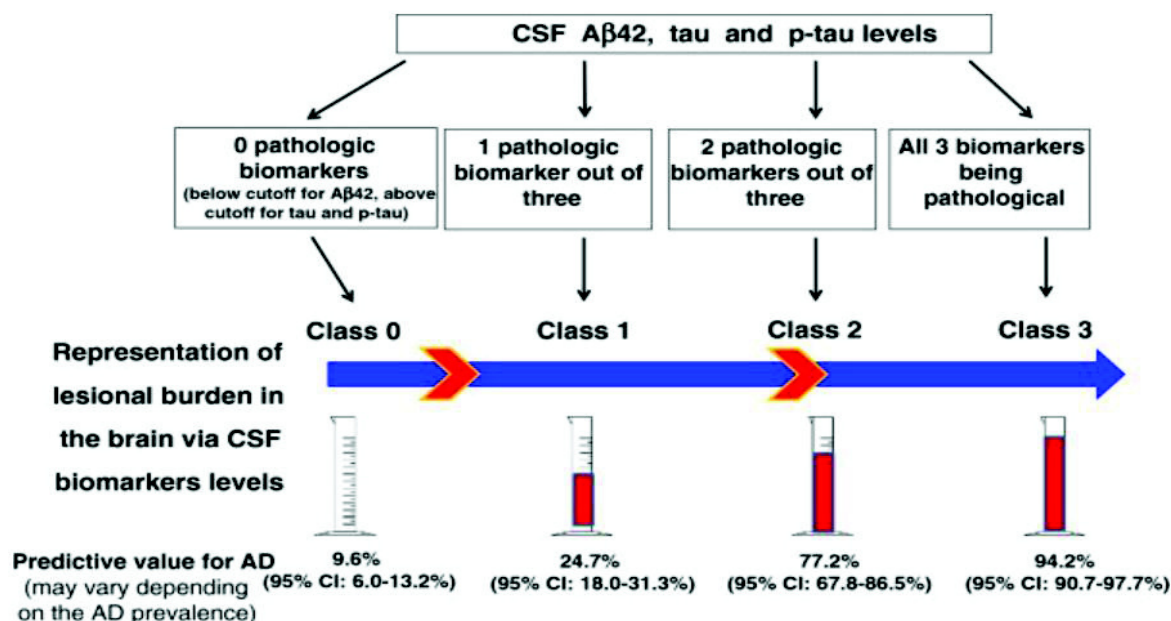 CSF Aβ42, tau and p-tau levels
0 pathologic
biomarkers
(below cutoff for Aβ42, above
cutoff for tau and p-tau)
1 pathologic
biomarker out of
three
2 pathologic
biomarkers out of
three
All 3 biomarkers
being
pathological
Class 0
Class 1
Class 2
Class 3
Representation of
lesional burden in
the brain via CSF
biomarkers levels
Predictive value for AD
(may vary depending
on the AD prevalence)
9.6%
(95% CI: 6.0-13.2%)
24.7%
(95% CI: 18.0-31.3%)
77.2%
(95% CI: 67.8-86.5%)
94.2%
(95% CI: 90.7-97.7%)